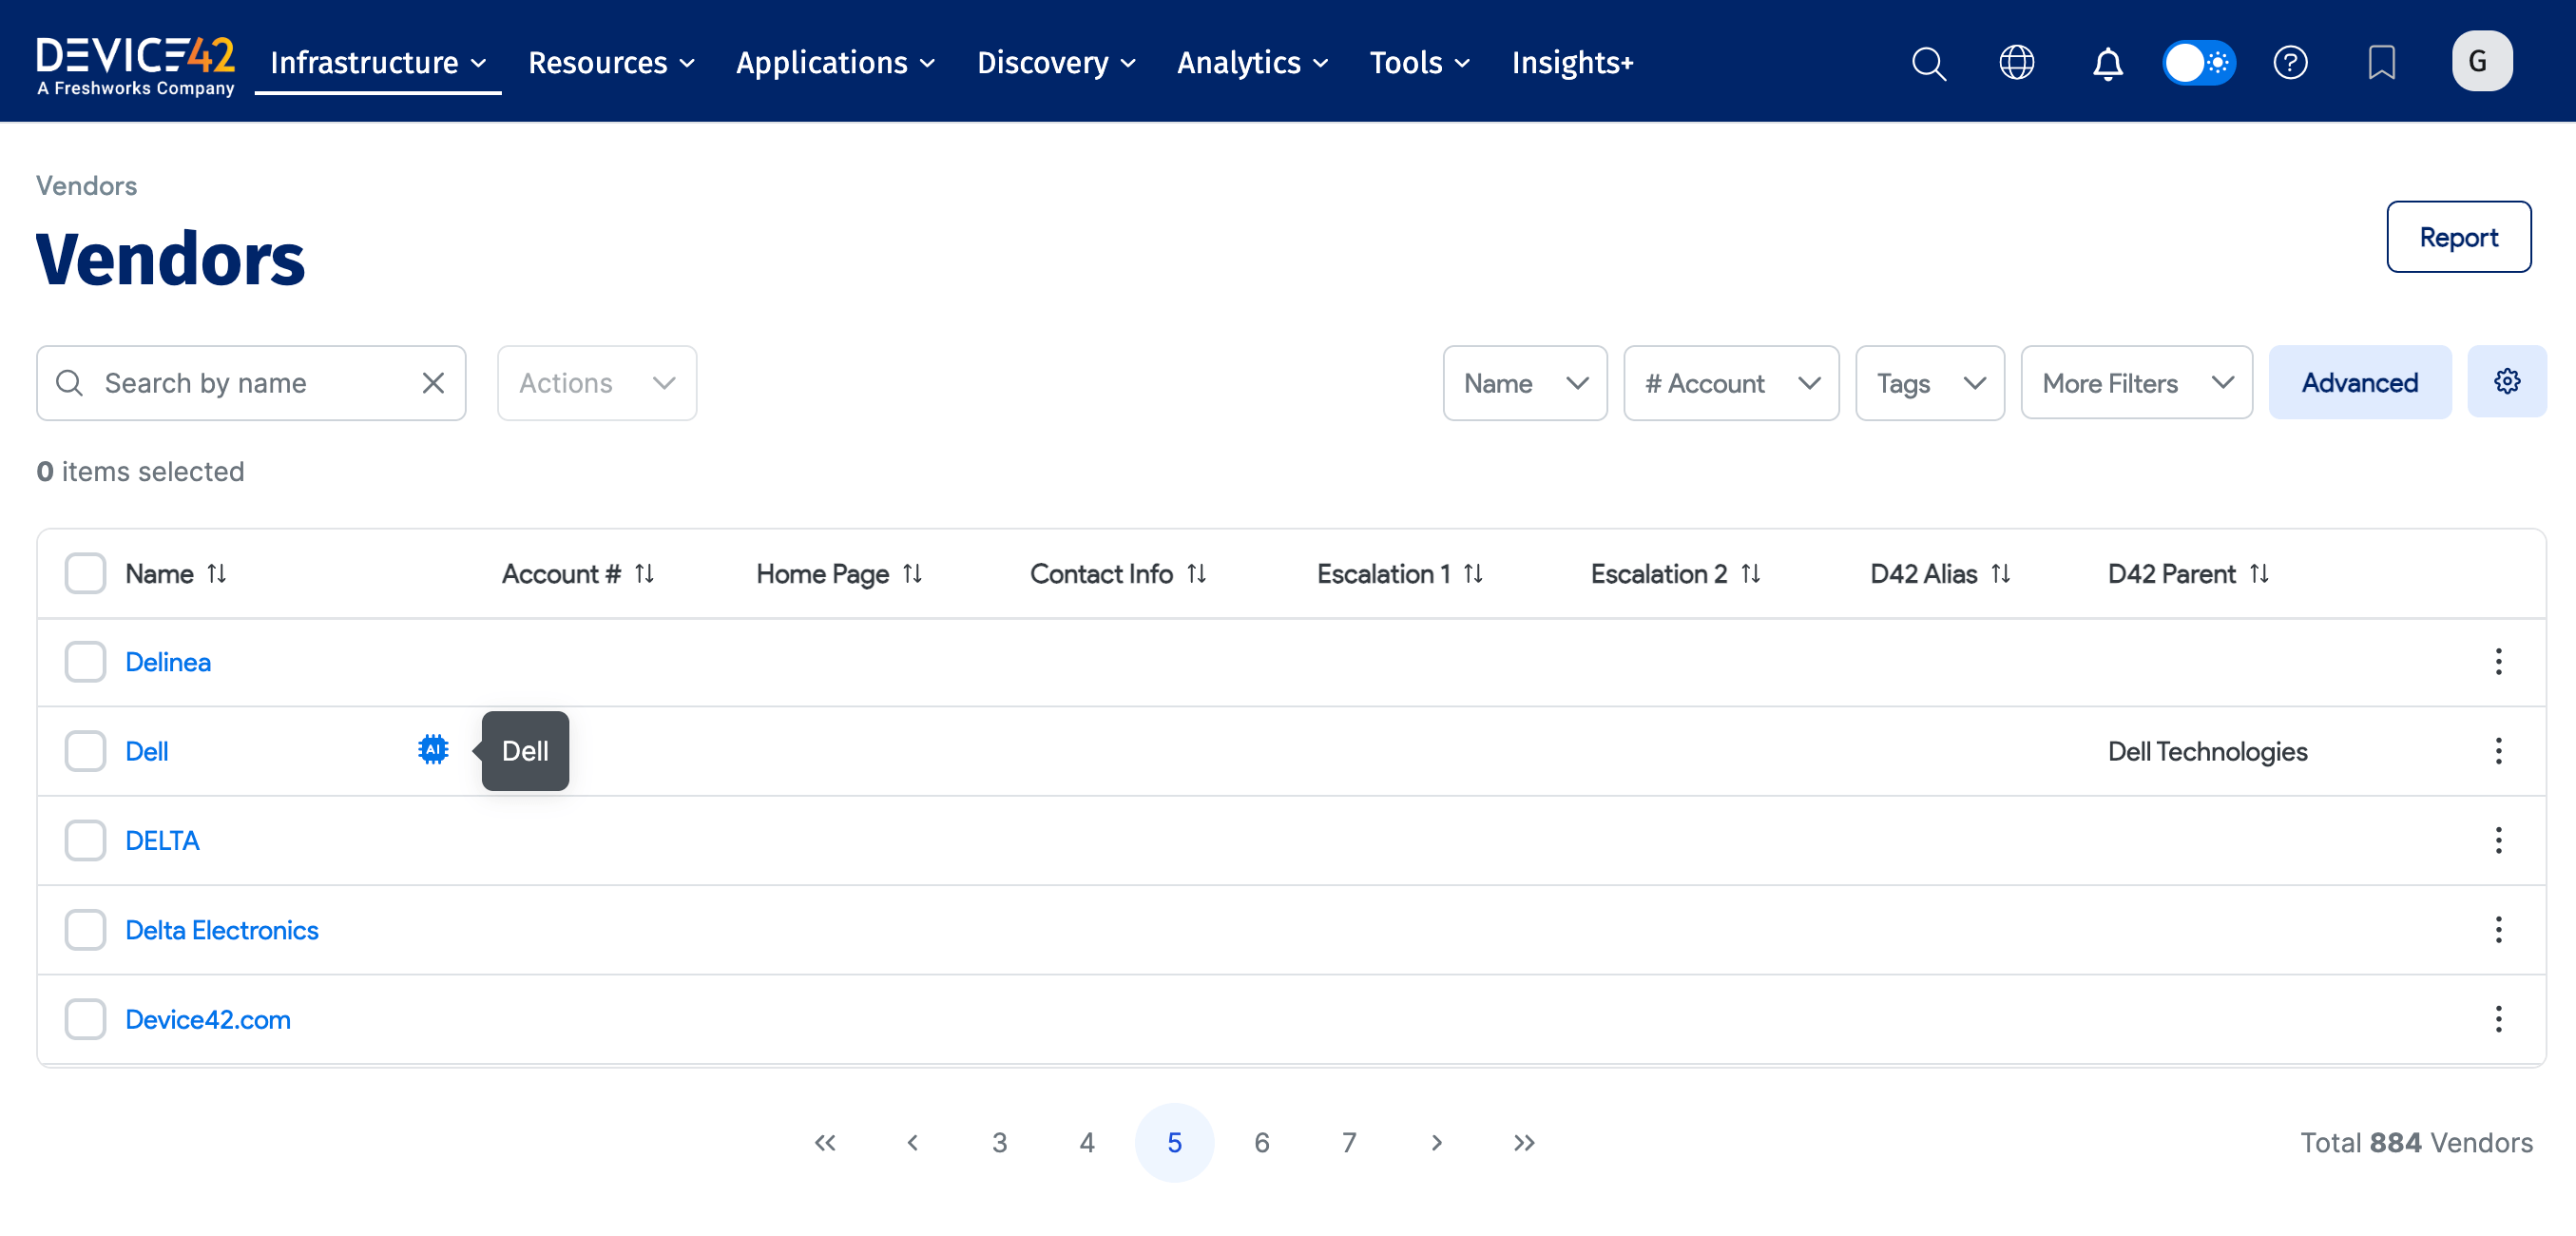 DEVICE42
A Freshworks Company
Infrastructure
Resources
Applications
Discovery
Analytics
Tools
Insights+
G
Vendors
Vendors
Report
Search by name
Actions
Name
# Account
Tags
More Filters
Advanced
0 items selected
Name
Account #
Home Page
Contact Info
Escalation 1
Escalation 2
D42 Alias
D42 Parent
Delinea
Dell
AI
Dell
Dell Technologies
DELTA
Delta Electronics
Device42.com
3 4 5 6 7
Total 884 Vendors